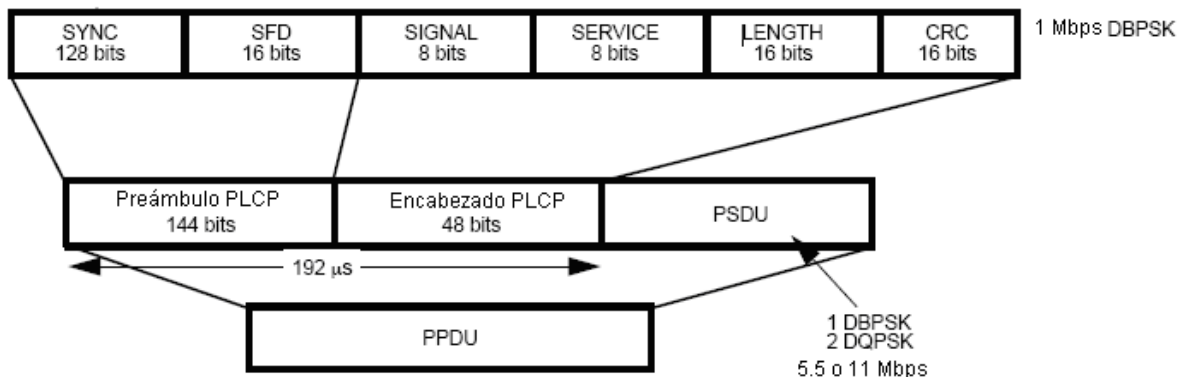 SYNC
128 bits
SFD
16 bits
SIGNAL
8 bits
SERVICE
8 bits
LENGTH
16 bits
CRC
16 bits
1 Mbps DBPSK
Preámbulo PLCP
144 bits
Encabezado PLCP
48 bits
PSDU
192 µs
PPDU
1 DBPSK
2 DQPSK
5.5 o 11 Mbps